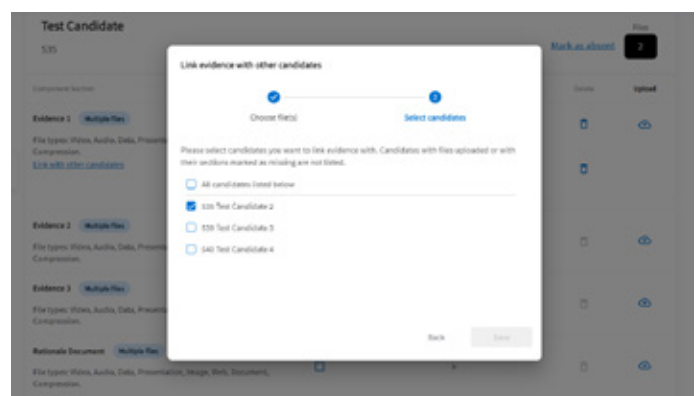 Test Candidate
535
Files
Mark as absent
2
Component Section
Delete
Upload
Link evidence with other candidates
Choose file(s)
2
Select candidates
Please select candidates you want to link evidence with. Candidates with files uploaded or with
their sections marked as missing are not listed.
All candidates listed below
Test Candidate 2
Test Candidate 3
540 Test Candidate 4
Back
Save
Evidence 1 Multiple files
File types: Video, Audio, Data, Presenta
Compression.
Link with other candidates
Evidence 2 Multiple files
File types: Video, Audio, Data, Presenta
Compression.
Evidence 3 Multiple files
File types: Video, Audio, Data, Presenta
Compression.
Rationale Document Multiple files
File types: Video, Audio, Data, Presentation, Image, Web, Document,
Compression.